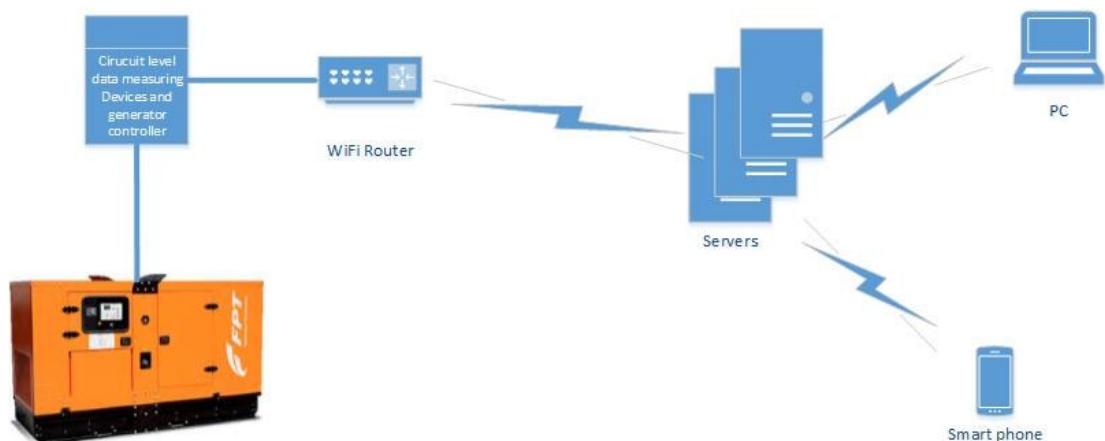 Cirucuit level
data measuring
Devices and
generator
controller
WiFi Router
Servers
PC
Smart phone
FPT